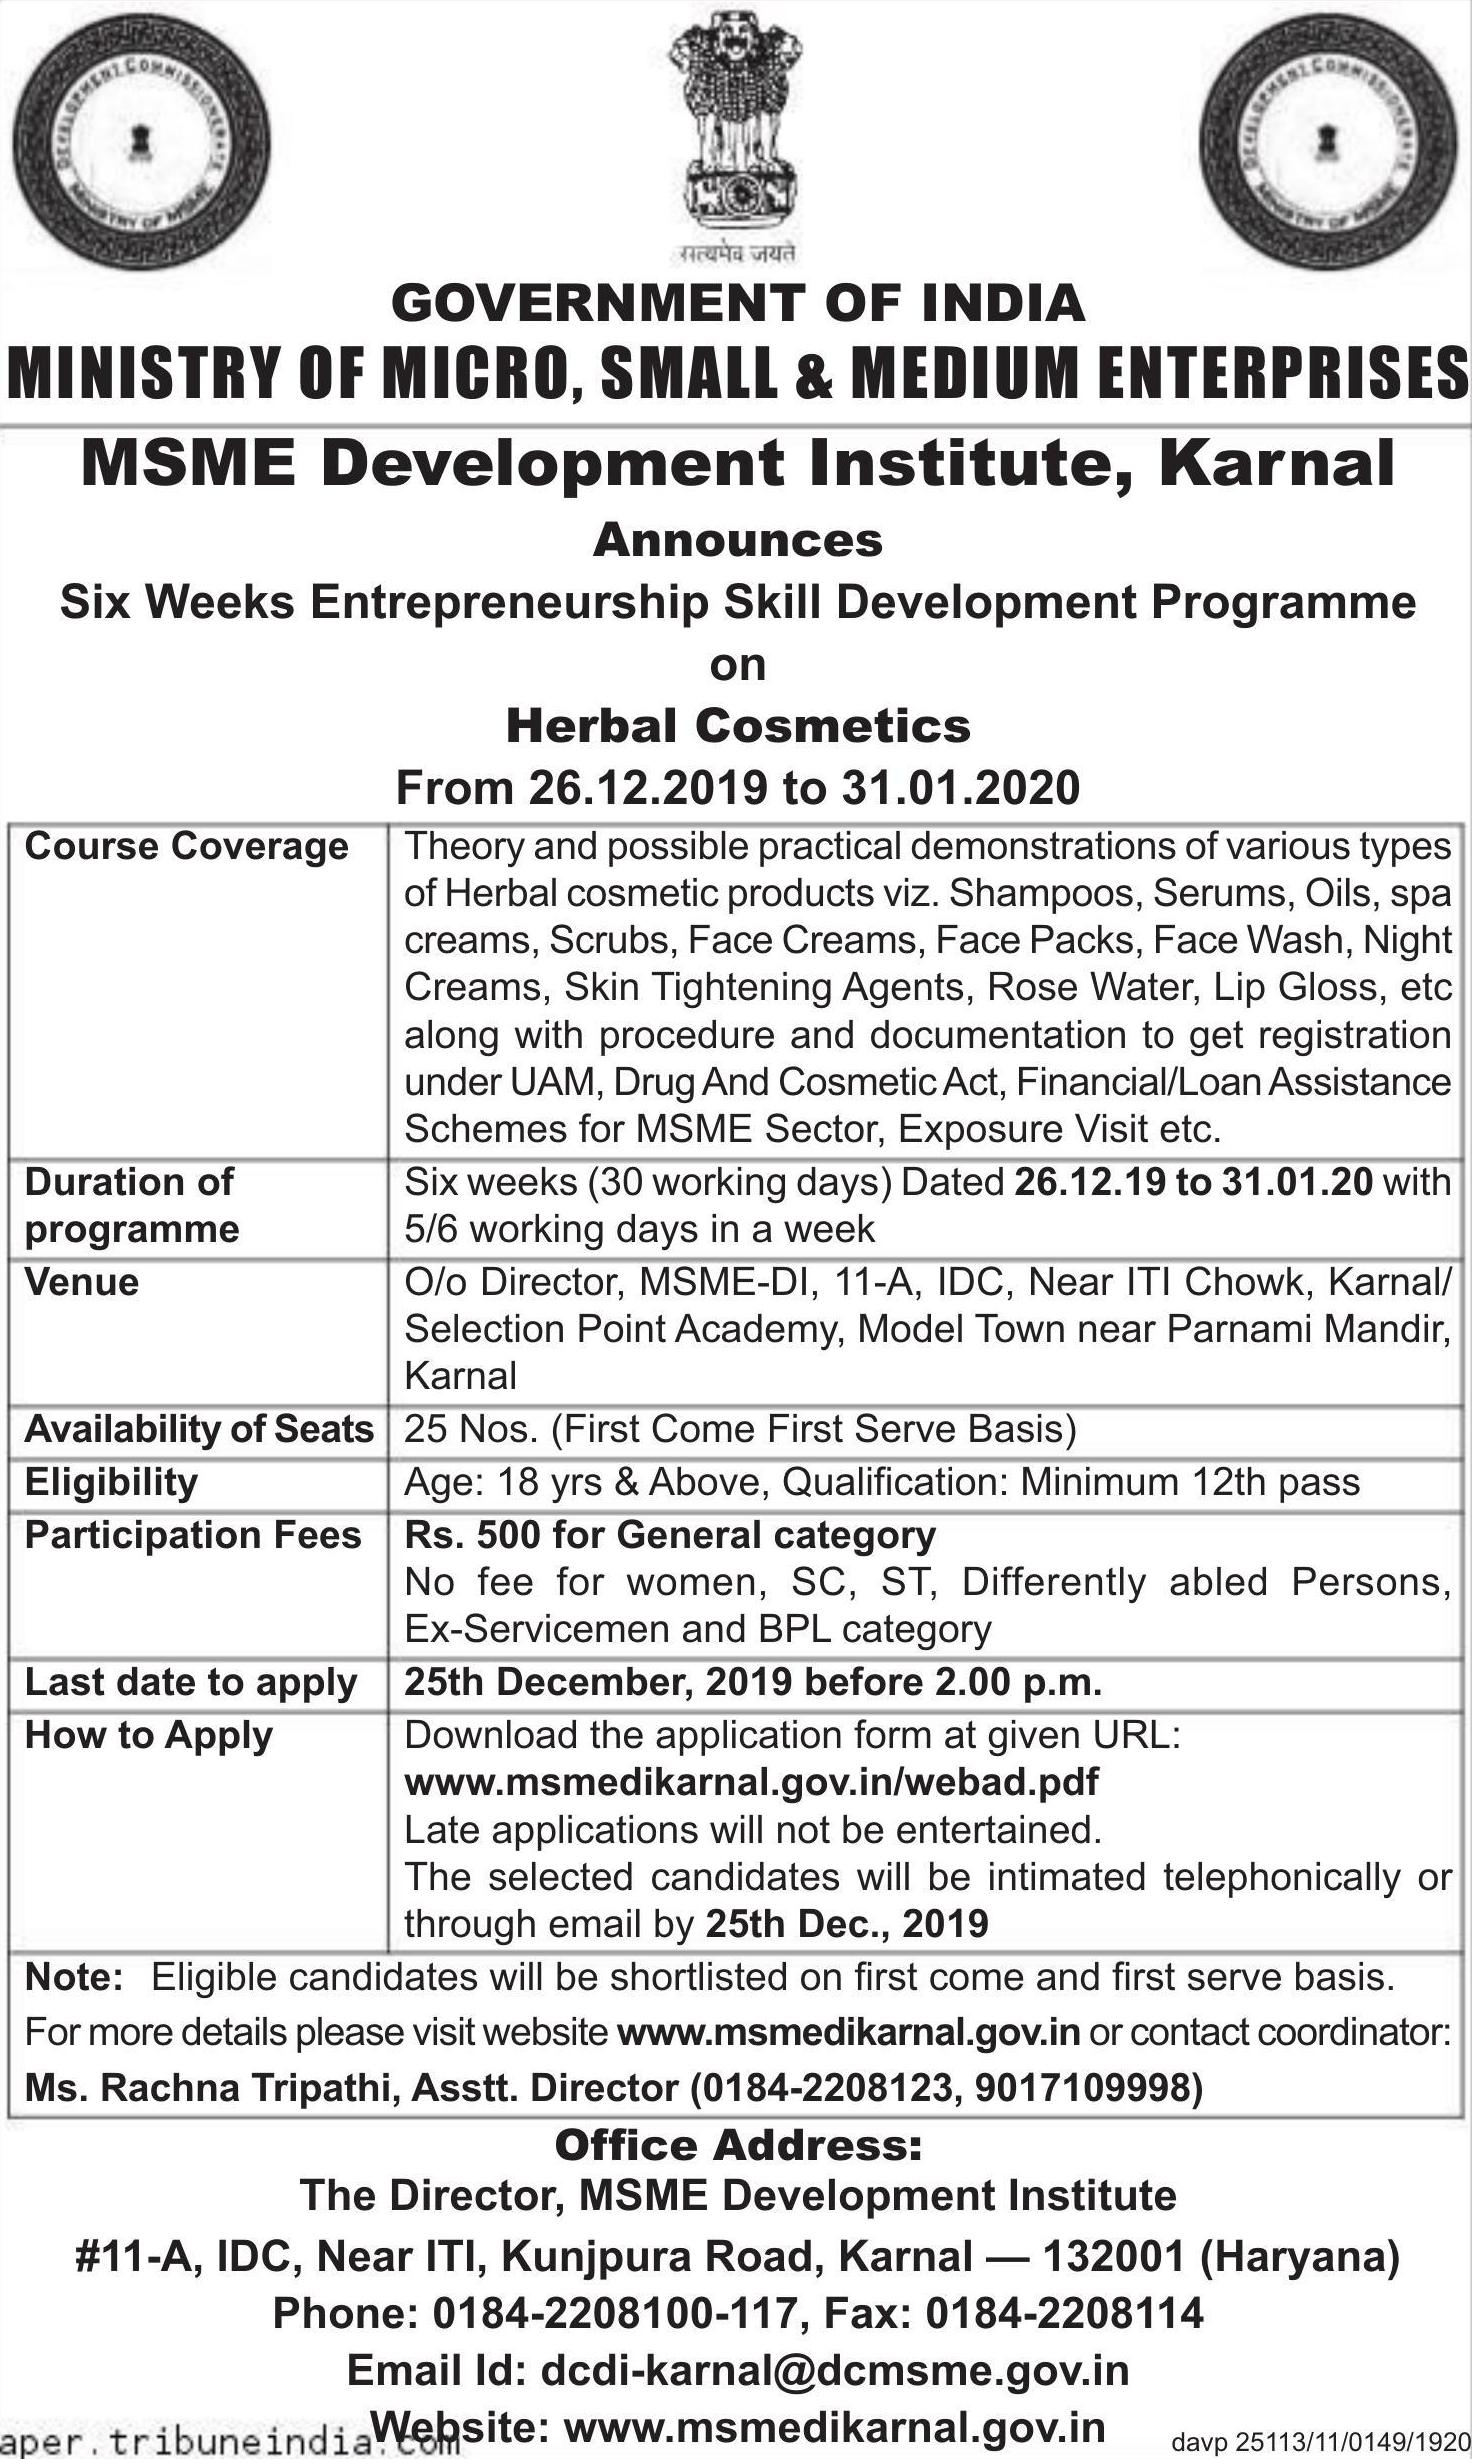 DEVELOPMENT COMMISSIONERATE
MINISTRY OF MSME
सत्यमेव जयते
DEVELOPMENT COMMISSIONERATE
MINISTRY OF MSME
GOVERNMENT OF INDIA
MINISTRY OF MICRO, SMALL & MEDIUM ENTERPRISES
MSME Development Institute, Karnal
Announces
Six Weeks Entrepreneurship Skill Development Programme
on
Herbal Cosmetics
From 26.12.2019 to 31.01.2020
Course Coverage
Theory and possible practical demonstrations of various types
of Herbal cosmetic products viz. Shampoos, Serums, Oils, spa
creams, Scrubs, Face Creams, Face Packs, Face Wash, Night
Creams, Skin Tightening Agents, Rose Water, Lip Gloss, etc
along with procedure and documentation to get registration
under UAM, Drug And Cosmetic Act, Financial/Loan Assistance
Schemes for MSME Sector, Exposure Visit etc.
Duration of
programme
Six weeks (30 working days) Dated 26.12.19 to 31.01.20 with
5/6 working days in a week
Venue
O/o Director, MSME-DI, 11-A, IDC, Near ITI Chowk, Karnal/
Selection Point Academy, Model Town near Parnami Mandir,
Karnal
Availability of Seats
25 Nos. (First Come First Serve Basis)
Eligibility
Age: 18 yrs & Above, Qualification: Minimum 12th pass
Participation Fees
Rs. 500 for General category
No fee for women, SC, ST, Differently abled Persons,
Ex-Servicemen and BPL category
Last date to apply
25th December, 2019 before 2.00 p.m.
How to Apply
Download the application form at given URL:
www.msmedikarnal.gov.in/webad.pdf
Late applications will not be entertained.
The selected candidates will be intimated telephonically or
through email by 25th Dec., 2019
Note: Eligible candidates will be shortlisted on first come and first serve basis.
For more details please visit website www.msmedikarnal.gov.in or contact coordinator:
Ms. Rachna Tripathi, Asstt. Director (0184-2208123, 9017109998)
Office Address:
The Director, MSME Development Institute
#11-A, IDC, Near ITI, Kunjpura Road, Karnal — 132001 (Haryana)
Phone: 0184-2208100-117, Fax: 0184-2208114
Email Id: dcdi-karnal@dcmsme.gov.in
Website: www.msmedikarnal.gov.in
aper.tribuneindia.com
davp 25113/11/0149/1920